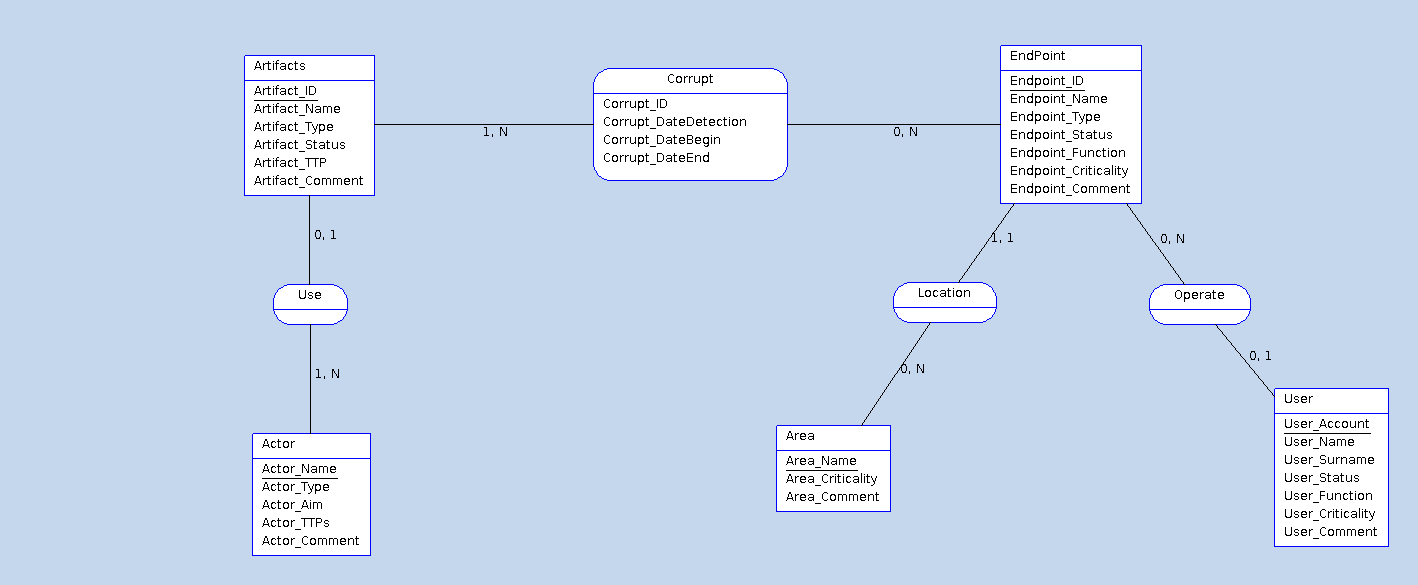 Artifacts
Artifact_ID
Artifact_Name
Artifact_Type
Artifact_Status
Artifact_TTP
Artifact_Comment
1, N
Corrupt
Corrupt_ID
Corrupt_DateDetection
Corrupt_DateBegin
Corrupt_DateEnd
0, N
EndPoint
Endpoint_ID
Endpoint_Name
Endpoint_Type
Endpoint_Status
Endpoint_Function
Endpoint_Criticality
Endpoint_Comment
0, 1
Use
1, N
Actor
Actor_Name
Actor_Type
Actor_Aim
Actor_TTPs
Actor_Comment
1, 1
Location
0, N
Area
Area_Name
Area_Criticality
Area_Comment
0, N
Operate
0, 1
User
User_Account
User_Name
User_Surname
User_Status
User_Function
User_Criticality
User_Comment